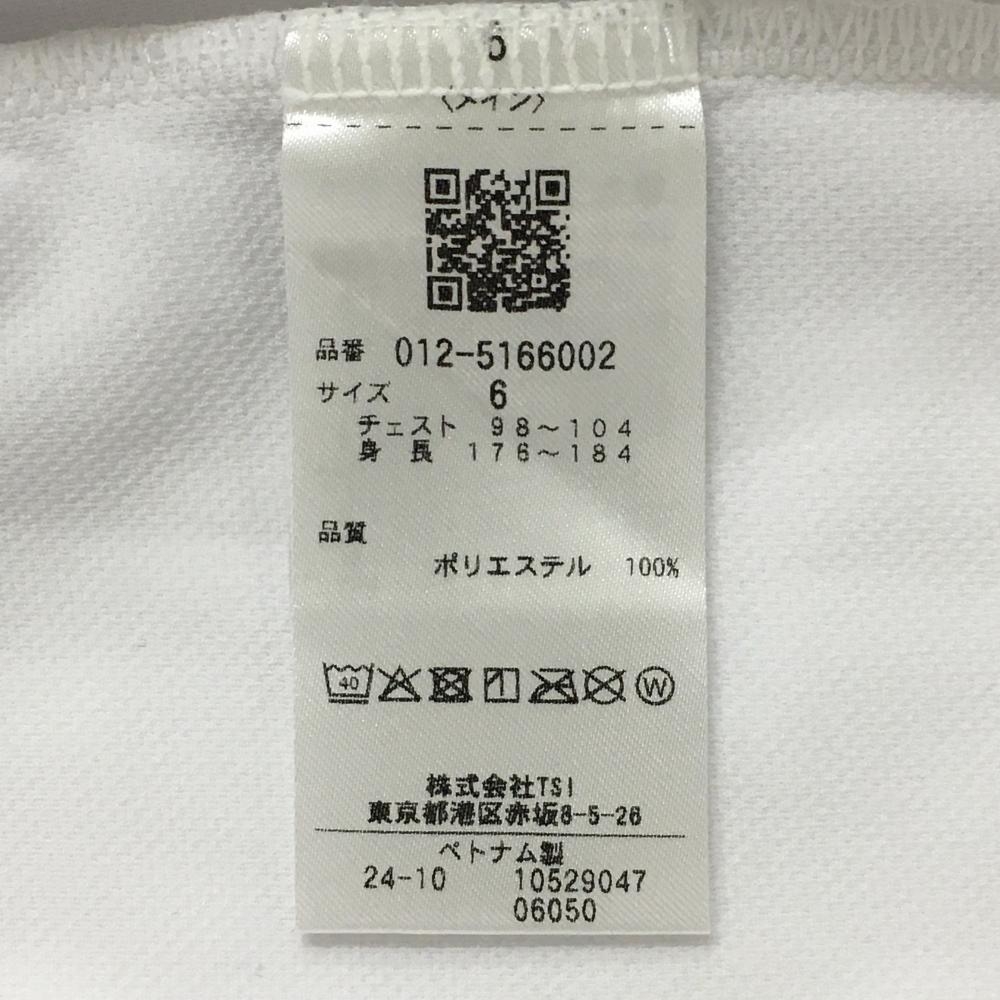 6
〈メイン〉
品番 012-5166002
サイズ 6
チェスト 98～104
身長 176～184
品質
ポリエステル 100%
40 W
株式会社TSI
東京都港区赤坂8-5-26
ベトナム製
24-10 10529047
06050